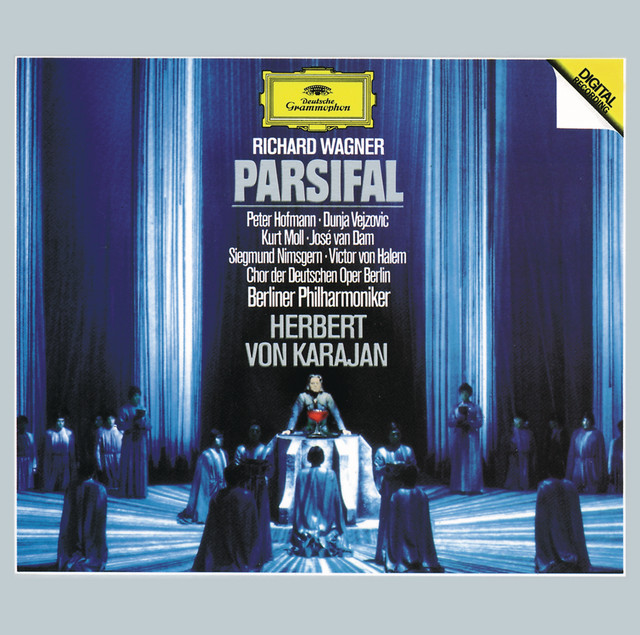 Deutsche
Grammophon
DIGITAL
RECORDING
RICHARD WAGNER
PARSIFAL
Peter Hofmann · Dunja Vejzovic
Kurt Moll · José van Dam
Siegmund Nimsgern · Victor von Halem
Chor der Deutschen Oper Berlin
Berliner Philharmoniker
HERBERT
VON KARAJAN